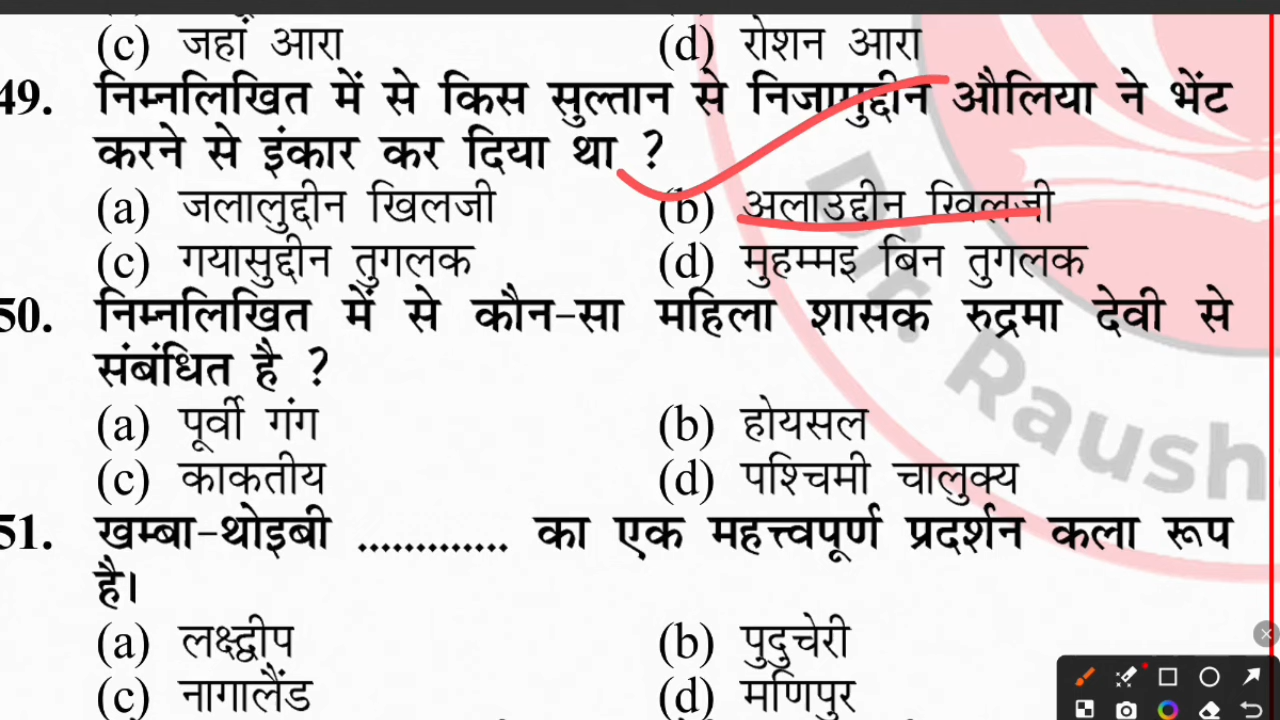 (c) जहां आरा (d) रोशन आरा
49. निम्नलिखित में से किस सुल्तान से निजामुद्दीन औलिया ने भेंट
करने से इंकार कर दिया था ?
(a) जलालुद्दीन खिलजी (b) अलाउद्दीन खिलजी
(c) गयासुद्दीन तुगलक (d) मुहम्मइ बिन तुगलक
50. निम्नलिखित में से कौन-सा महिला शासक रुद्रमा देवी से
संबंधित है ?
(a) पूर्वी गंग (b) होयसल
(c) काकतीय (d) पश्चिमी चालुक्य
51. खम्बा-थोइबी ............. का एक महत्त्वपूर्ण प्रदर्शन कला रूप
है।
(a) लक्ष्द्वीप (b) पुदुचेरी
(c) नागालैंड (d) मणिपुर
Dr. Raush